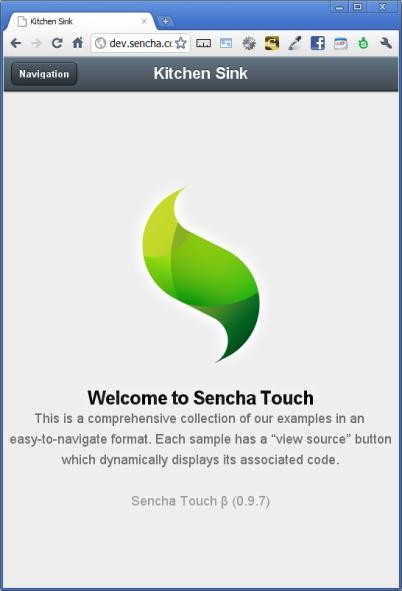 Kitchen Sink
dev.sencha.co
Navigation
Kitchen Sink
Welcome to Sencha Touch
This is a comprehensive collection of our examples in an
easy-to-navigate format. Each sample has a “view source” button
which dynamically displays its associated code.
Sencha Touch β (0.9.7)